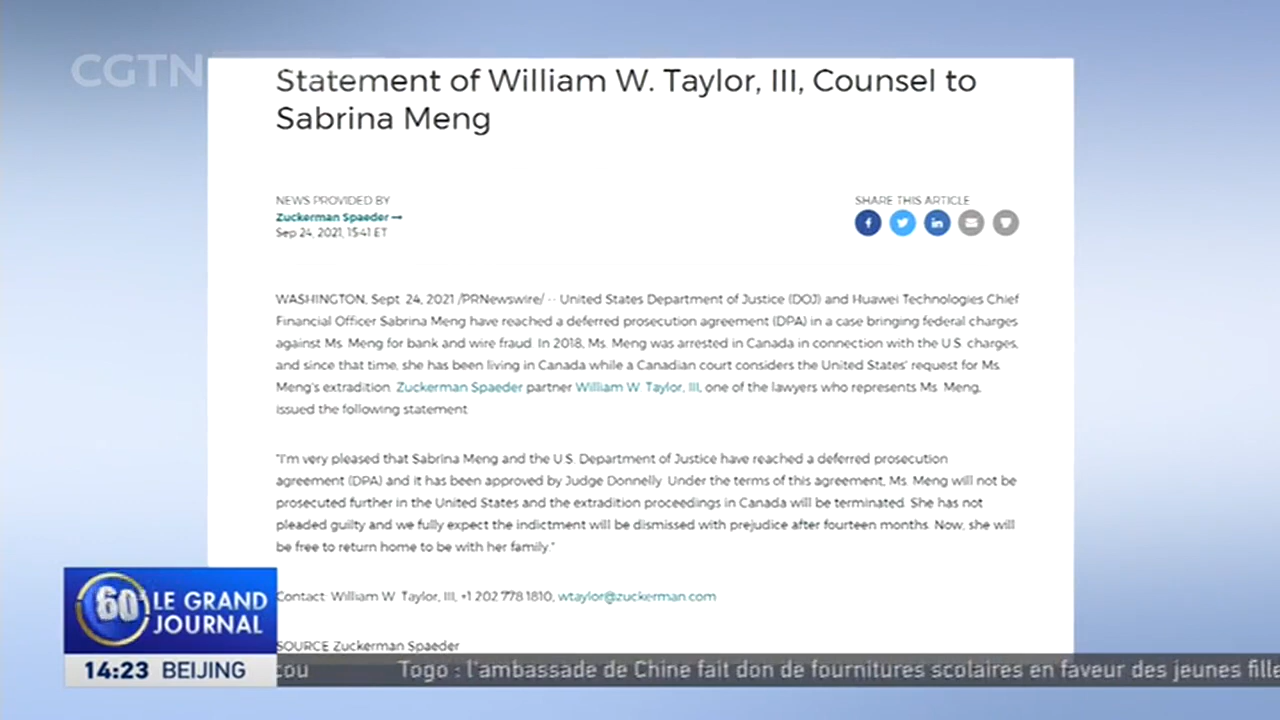 CGTN
Statement of William W. Taylor, III, Counsel to
Sabrina Meng
NEWS PROVIDED BY
Zuckerman Spaeder →
Sep 24, 2021, 15:41 ET
SHARE THIS ARTICLE
WASHINGTON, Sept. 24, 2021 /PRNewswire/ -- United States Department of Justice (DOJ) and Huawei Technologies Chief
Financial Officer Sabrina Meng have reached a deferred prosecution agreement (DPA) in a case bringing federal charges
against Ms. Meng for bank and wire fraud. In 2018, Ms. Meng was arrested in Canada in connection with the U.S. charges,
and since that time, she has been living in Canada while a Canadian court considers the United States' request for Ms.
Meng's extradition. Zuckerman Spaeder partner William W. Taylor, III, one of the lawyers who represents Ms. Meng,
issued the following statement
"I'm very pleased that Sabrina Meng and the U.S. Department of Justice have reached a deferred prosecution
agreement (DPA) and it has been approved by Judge Donnelly. Under the terms of this agreement, Ms. Meng will not be
prosecuted further in the United States and the extradition proceedings in Canada will be terminated. She has not
pleaded guilty and we fully expect the indictment will be dismissed with prejudice after fourteen months. Now, she will
be free to return home to be with her family."
Contact: William W. Taylor, III, +1 202.778.1810, wtaylor@zuckerman.com
SOURCE Zuckerman Spaeder
60 LE GRAND
JOURNAL
14:23 BEIJING
cou Togo : l'ambassade de Chine fait don de fournitures scolaires en faveur des jeunes fille